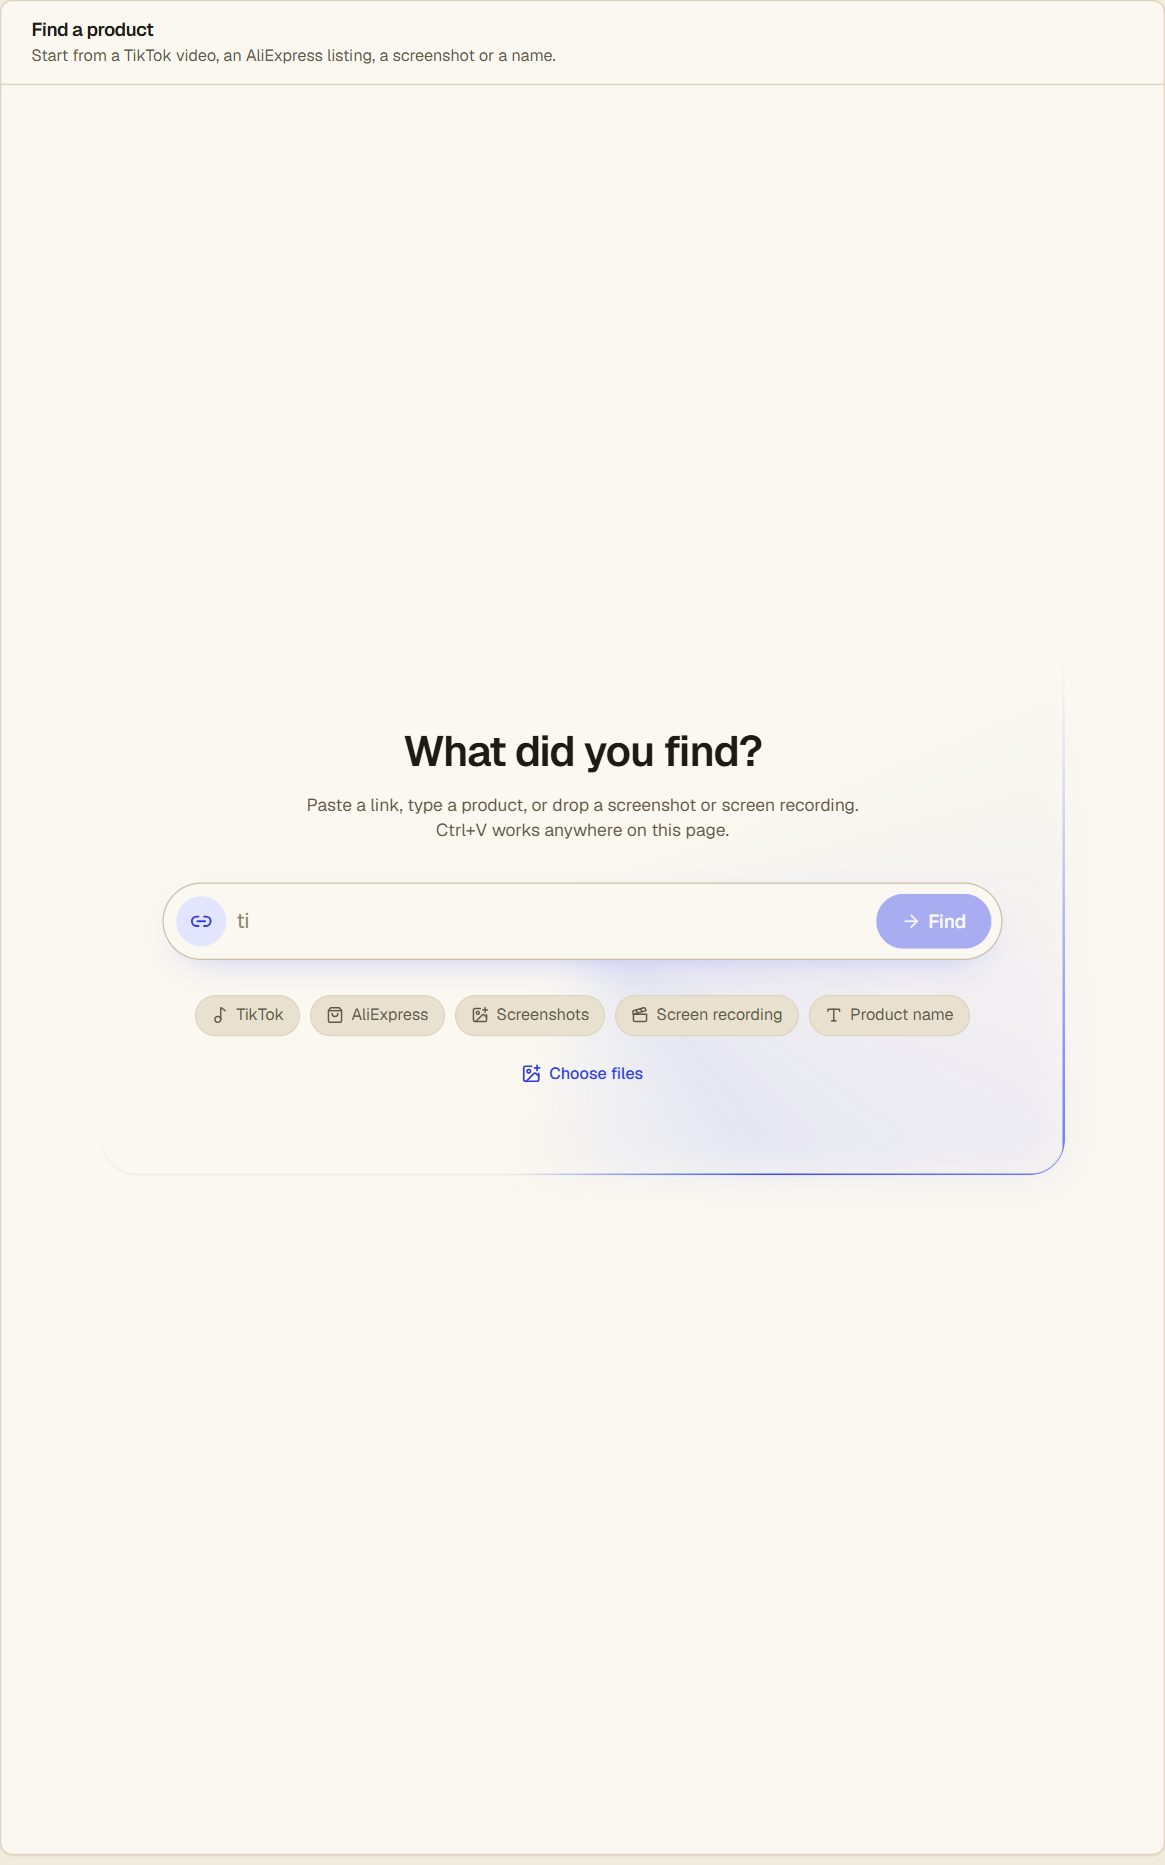 Find a product
Start from a TikTok video, an AliExpress listing, a screenshot or a name.
What did you find?
Paste a link, type a product, or drop a screenshot or screen recording.
Ctrl+V works anywhere on this page.
ti
Find
TikTok
AliExpress
Screenshots
Screen recording
Product name
Choose files